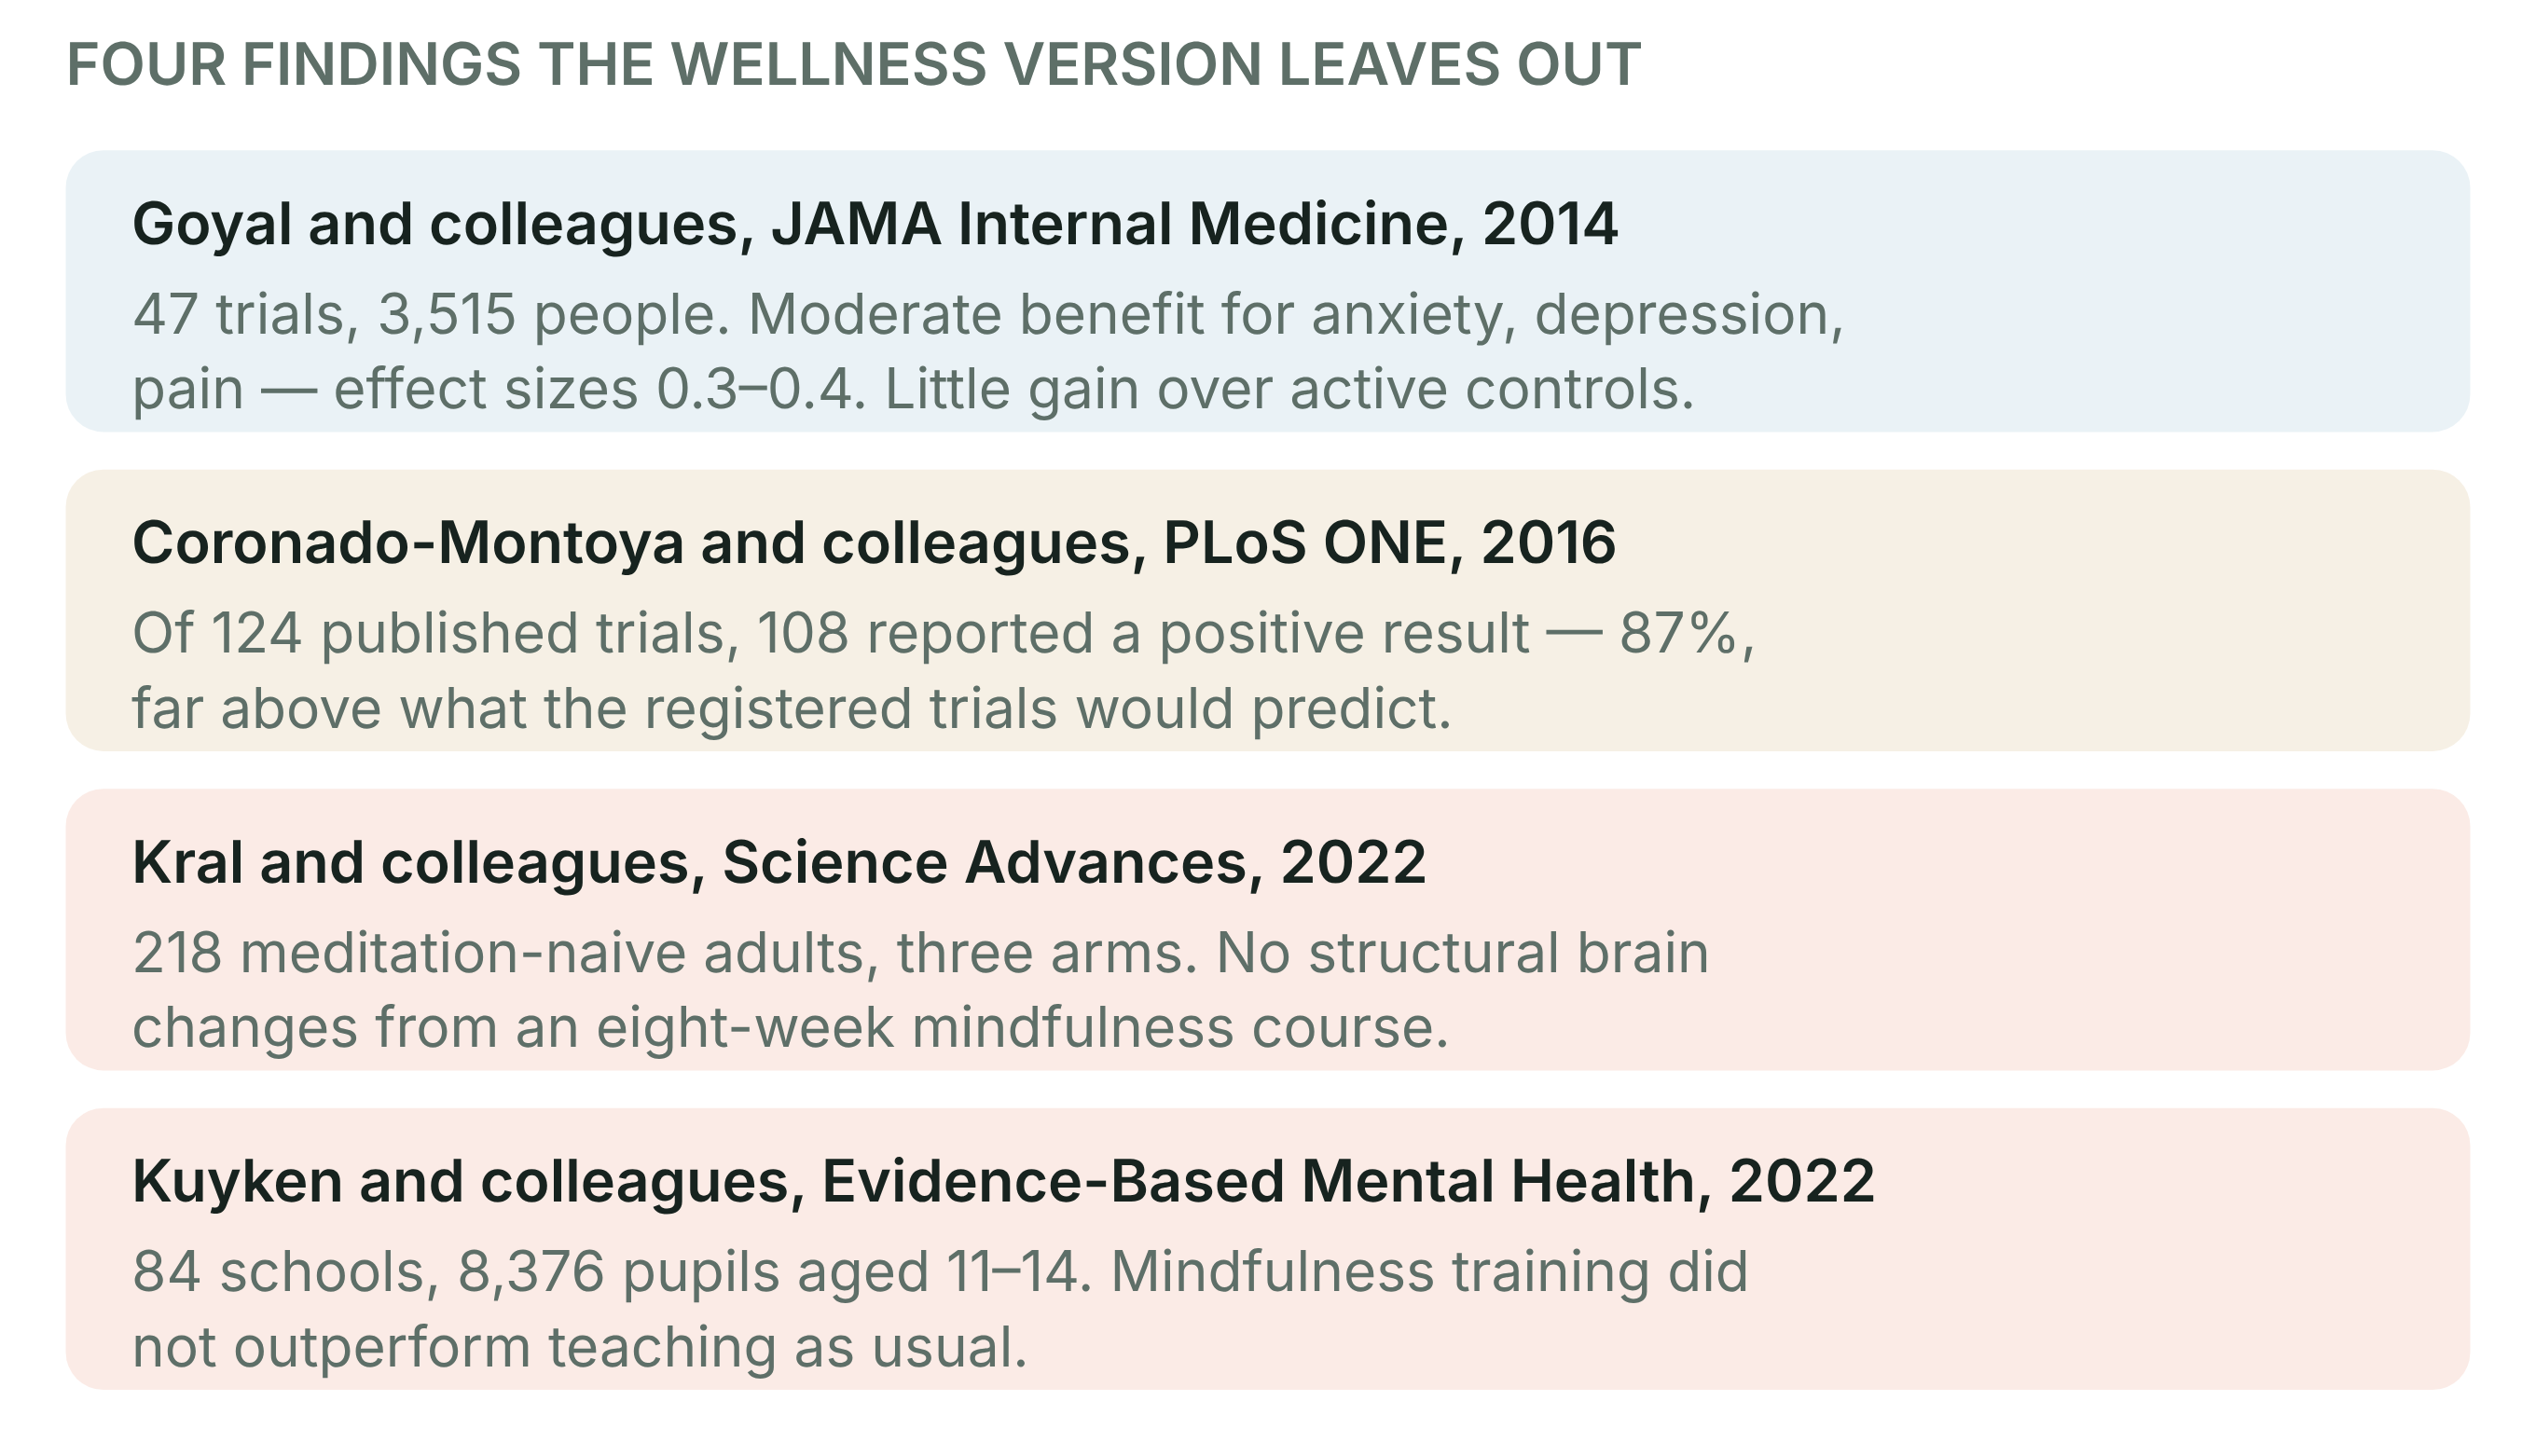 FOUR FINDINGS THE WELLNESS VERSION LEAVES OUT
Goyal and colleagues, JAMA Internal Medicine, 2014
47 trials, 3,515 people. Moderate benefit for anxiety, depression,
pain — effect sizes 0.3–0.4. Little gain over active controls.
Coronado-Montoya and colleagues, PLoS ONE, 2016
Of 124 published trials, 108 reported a positive result — 87%,
far above what the registered trials would predict.
Kral and colleagues, Science Advances, 2022
218 meditation-naive adults, three arms. No structural brain
changes from an eight-week mindfulness course.
Kuyken and colleagues, Evidence-Based Mental Health, 2022
84 schools, 8,376 pupils aged 11–14. Mindfulness training did
not outperform teaching as usual.